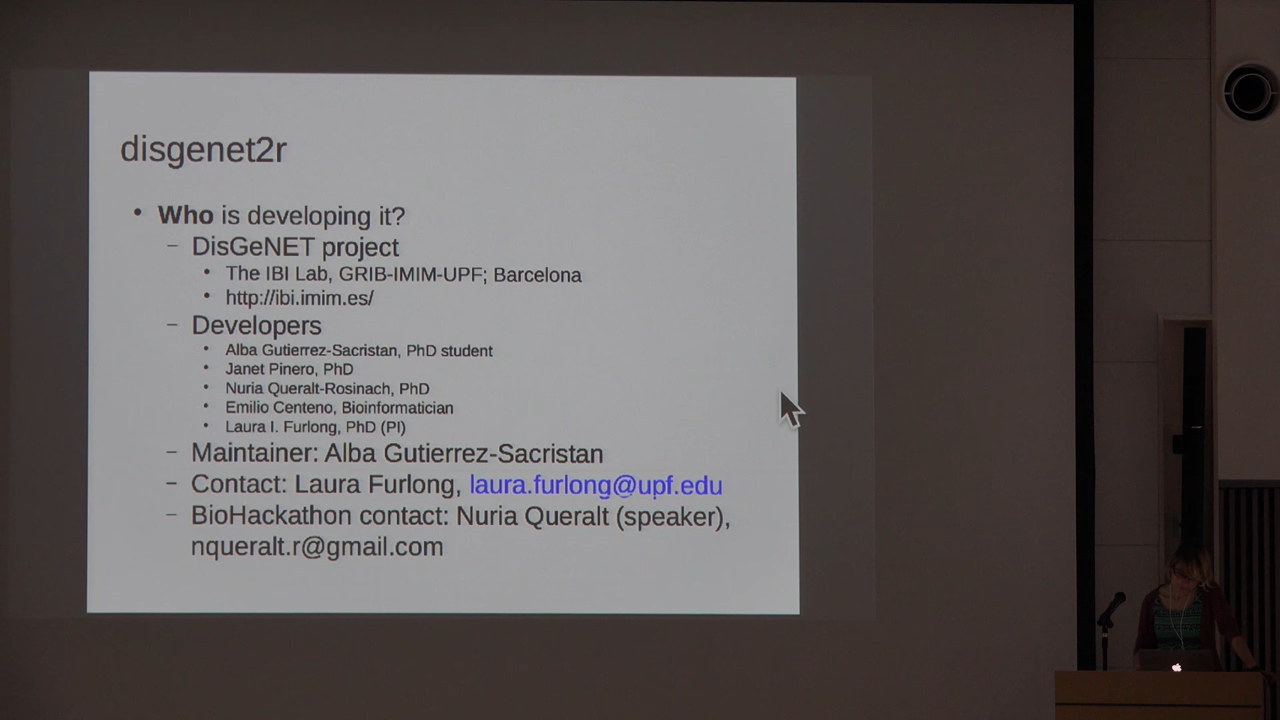 disgenet2r
• Who is developing it?
– DisGeNET project
• The IBI Lab, GRIB-IMIM-UPF; Barcelona
• http://ibi.imim.es/
– Developers
• Alba Gutierrez-Sacristan, PhD student
• Janet Pinero, PhD
• Nuria Queralt-Rosinach, PhD
• Emilio Centeno, Bioinformatician
• Laura I. Furlong, PhD (PI)
– Maintainer: Alba Gutierrez-Sacristan
– Contact: Laura Furlong, laura.furlong@upf.edu
– BioHackathon contact: Nuria Queralt (speaker),
nqueralt.r@gmail.com